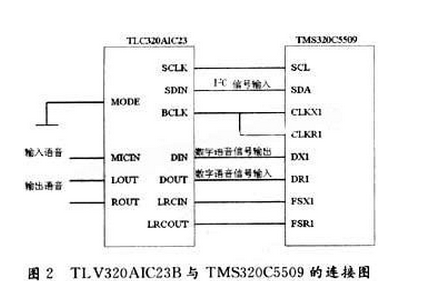 TLC320AIC23
TMS320C5509
SCLK
SCL
I²C 信号输入
SDIN
SDA
MODE
BCLK
CLKX1
CLKR1
输入语音
数字语音信号输出
MICIN
DIN
DX1
数字语音信号输入
输出语音
LOUT
DOUT
DR1
ROUT
LRCIN
FSX1
LRCOUT
FSR1
图 2 TLV320AIC23B 与 TMS320C5509 的连接图